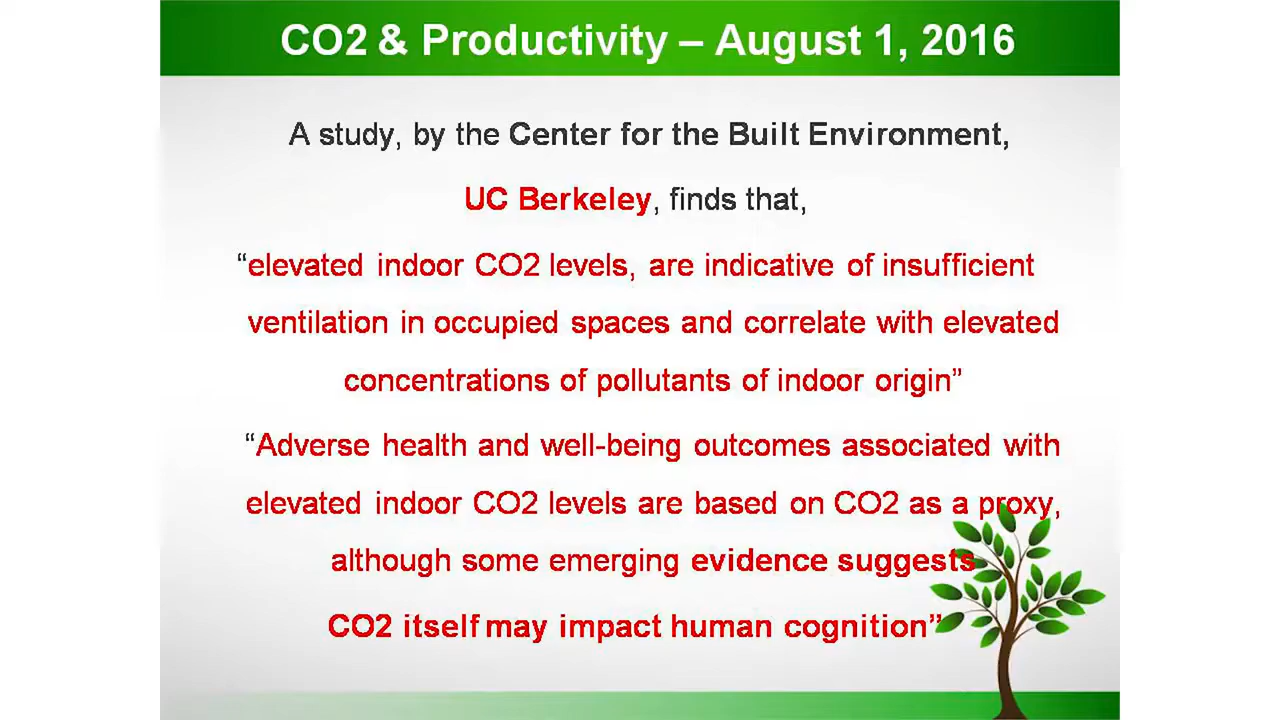 CO2 & Productivity – August 1, 2016
A study, by the Center for the Built Environment,
UC Berkeley, finds that,
“elevated indoor CO2 levels, are indicative of insufficient
ventilation in occupied spaces and correlate with elevated
concentrations of pollutants of indoor origin”
“Adverse health and well-being outcomes associated with
elevated indoor CO2 levels are based on CO2 as a proxy,
although some emerging evidence suggests
CO2 itself may impact human cognition”